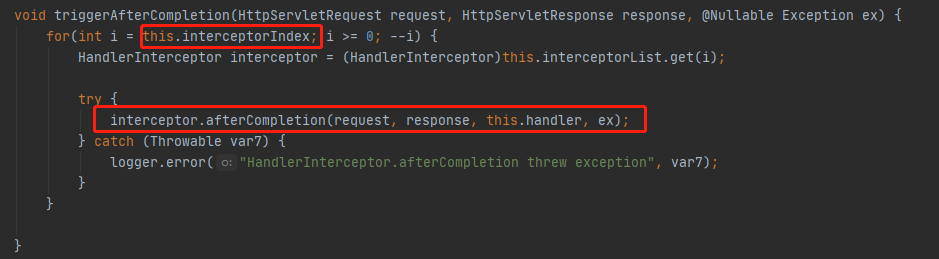 void triggerAfterCompletion(HttpServletRequest request, HttpServletResponse response, @Nullable Exception ex) {
    for(int i = this.interceptorIndex; i >= 0; --i) {
        HandlerInterceptor interceptor = (HandlerInterceptor)this.interceptorList.get(i);
        try {
            interceptor.afterCompletion(request, response, this.handler, ex);
        } catch (Throwable var7) {
            logger.error( o: "HandlerInterceptor.afterCompletion threw exception", var7);
        }
    }
}